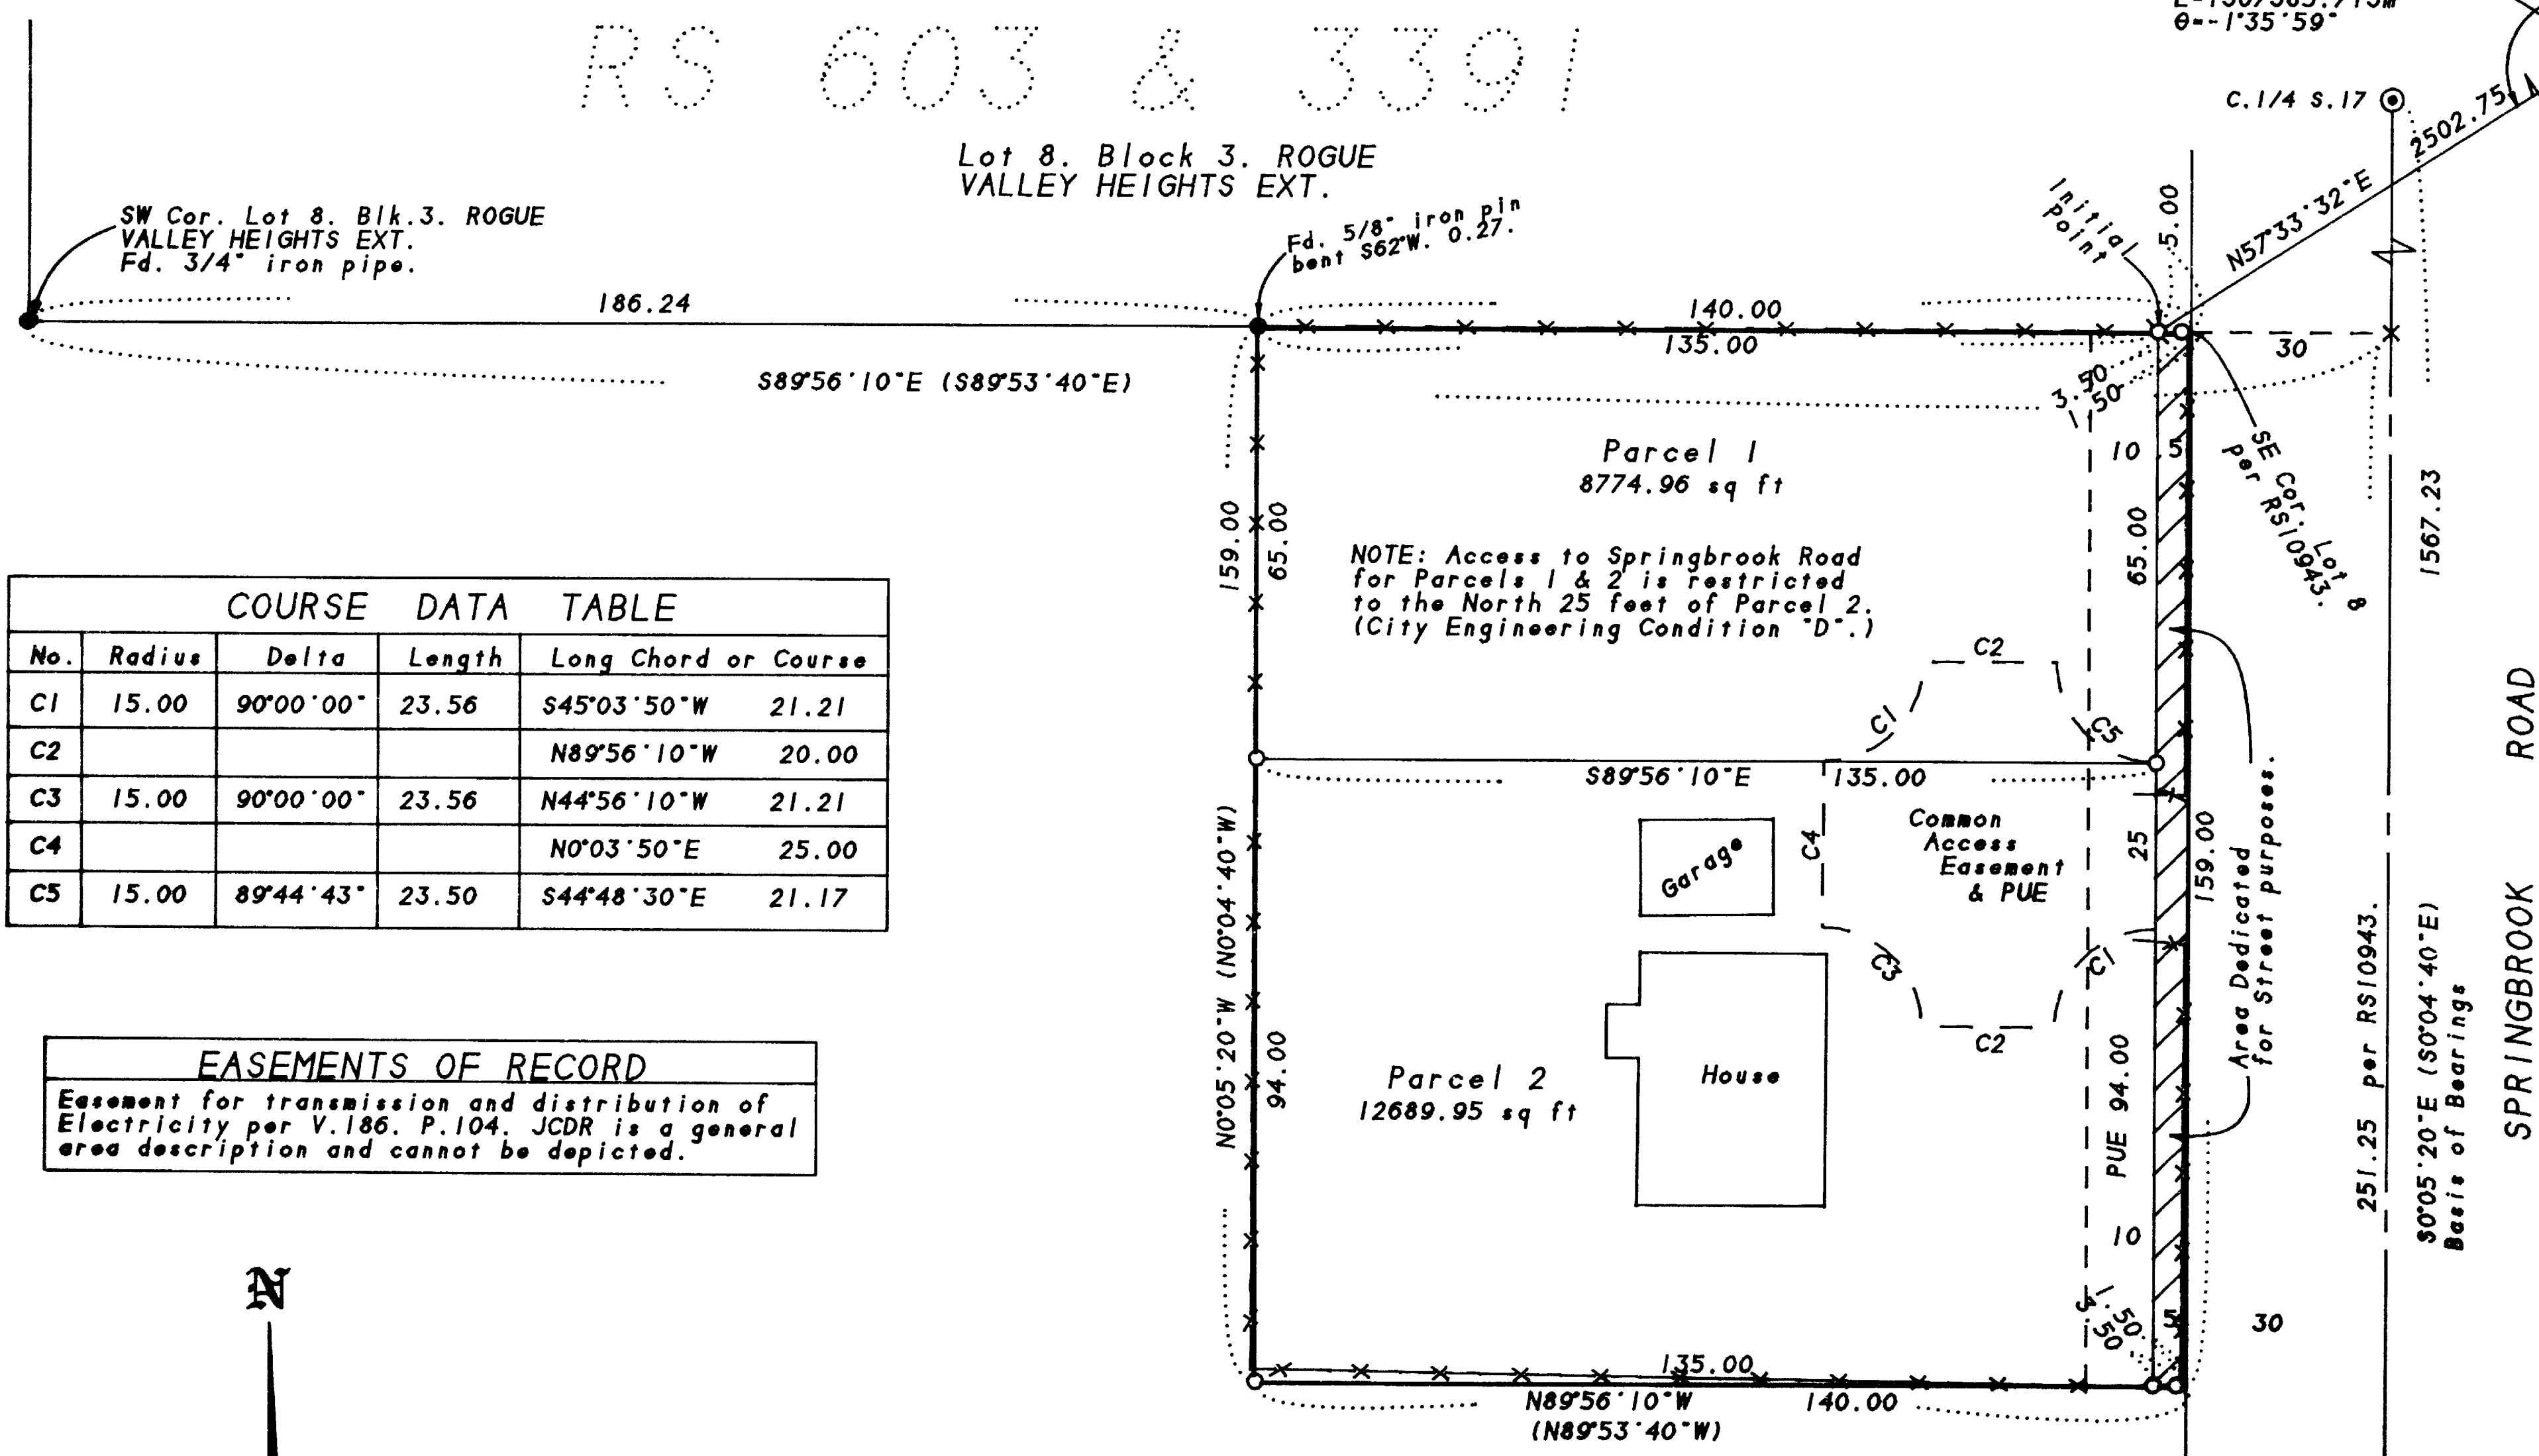 RS 603 & 3391
θ=-1°35'59"
C.1/4 S.17
2502.75
N57°33'32"E
Lot 8. Block 3. ROGUE
VALLEY HEIGHTS EXT.
SW Cor. Lot 8. Blk.3. ROGUE
VALLEY HEIGHTS EXT.
Fd. 3/4" iron pipe.
Fd. 5/8" iron pin
bent S62°W. 0.27.
Initial
Point
5.00
186.24
140.00
135.00
30
S89°56'10"E (S89°53'40"E)
3.50
1.50
SE Cor. Lot 8
per RS10943.
Parcel 1
8774.96 sq ft
10
5
159.00
65.00
65.00
1567.23
NOTE: Access to Springbrook Road
for Parcels 1 & 2 is restricted
to the North 25 feet of Parcel 2.
(City Engineering Condition "D".)
C2
C1
C5
S89°56'10"E
135.00
COURSE DATA TABLE
No. Radius Delta Length Long Chord or Course
C1 15.00 90°00'00" 23.56 S45°03'50"W 21.21
C2 N89°56'10"W 20.00
C3 15.00 90°00'00" 23.56 N44°56'10"W 21.21
C4 N0°03'50"E 25.00
C5 15.00 89°44'43" 23.50 S44°48'30"E 21.17
Garage
C4
Common
Access
Easement
& PUE
25
159.00
Area Dedicated
for Street purposes.
N0°05'20"W (N0°04'40"W)
C3
C1
C2
House
Parcel 2
12689.95 sq ft
94.00
PUE 94.00
10
251.25 per RS10943.
S0°05'20"E (S0°04'40"E)
Basis of Bearings
SPRINGBROOK ROAD
EASEMENTS OF RECORD
Easement for transmission and distribution of
Electricity per V.186. P.104. JCDR is a general
area description and cannot be depicted.
N
1.50
3.50
5
30
135.00
N89°56'10"W
140.00
(N89°53'40"W)